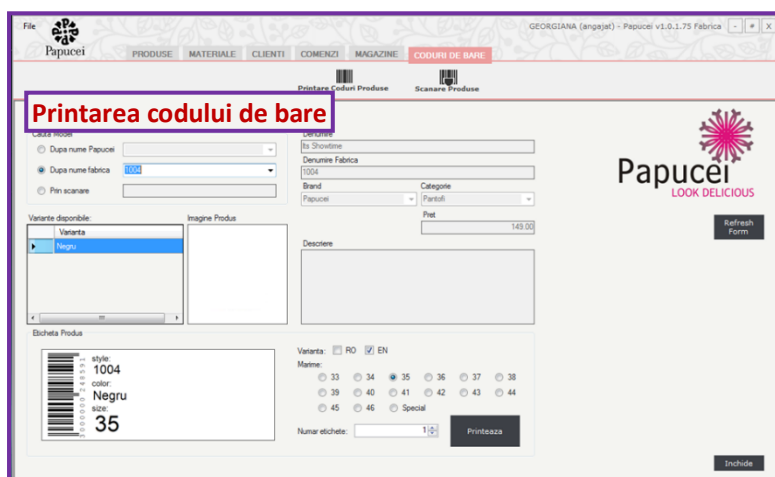 File
GEORGIANA (angajat) - Papucei v1.0.1.75 Fabrica
Papucei
PRODUSE MATERIALE CLIENTI COMENZI MAGAZINE CODURI DE BARE
Printare Coduri Produse Scanare Produse
Printarea codului de bare
Cauta Model
Dupa nume Papucei
Dupa nume fabrica 1004
Prin scanare
Denumire
Its Showtime
Denumire Fabrica
1004
Brand Categorie
Papucei Pantofi
Pret
149.00
Descriere
Papucei
LOOK DELICIOUS
Refresh
Form
Variante disponibile: Imagine Produs
Varianta
Negru
Eticheta Produs
style:
1004
color:
Negru
size:
35
Varianta: RO EN
Marime:
33 34 35 36 37 38
39 40 41 42 43 44
45 46 Special
Numar etichete: 1 Printeaza
Inchide